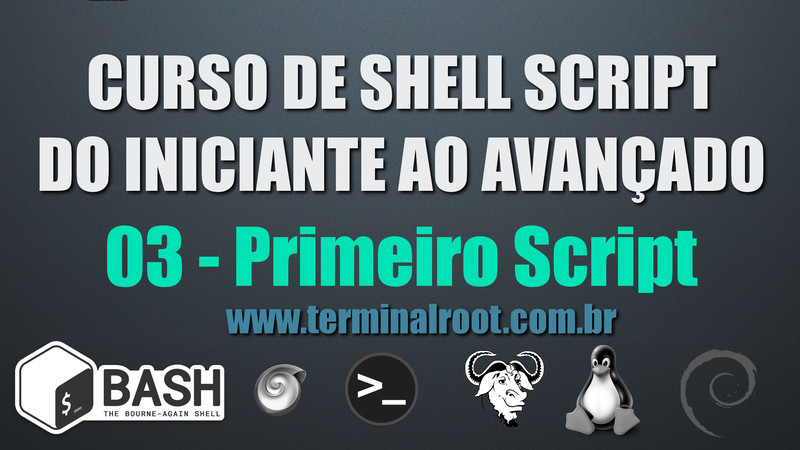 CURSO DE SHELL SCRIPT
DO INICIANTE AO AVANÇADO
03 - Primeiro Script
www.terminalroot.com.br
$_
BASH
THE BOURNE-AGAIN SHELL
>_